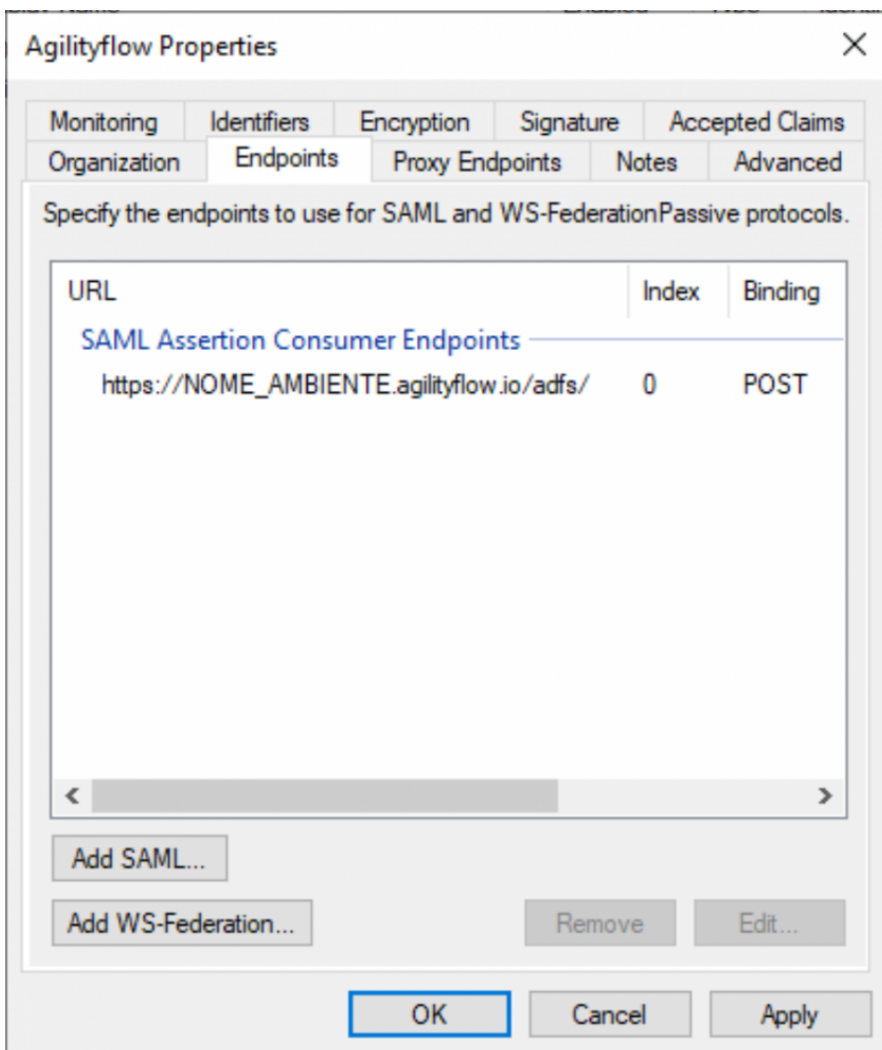 Agilityflow Properties
Monitoring Identifiers Encryption Signature Accepted Claims
Organization Endpoints Proxy Endpoints Notes Advanced
Specify the endpoints to use for SAML and WS-FederationPassive protocols.
URL Index Binding
SAML Assertion Consumer Endpoints
https://NOME_AMBIENTE.agilityflow.io/adfs/ 0 POST
Add SAML...
Add WS-Federation... Remove Edit...
OK Cancel Apply